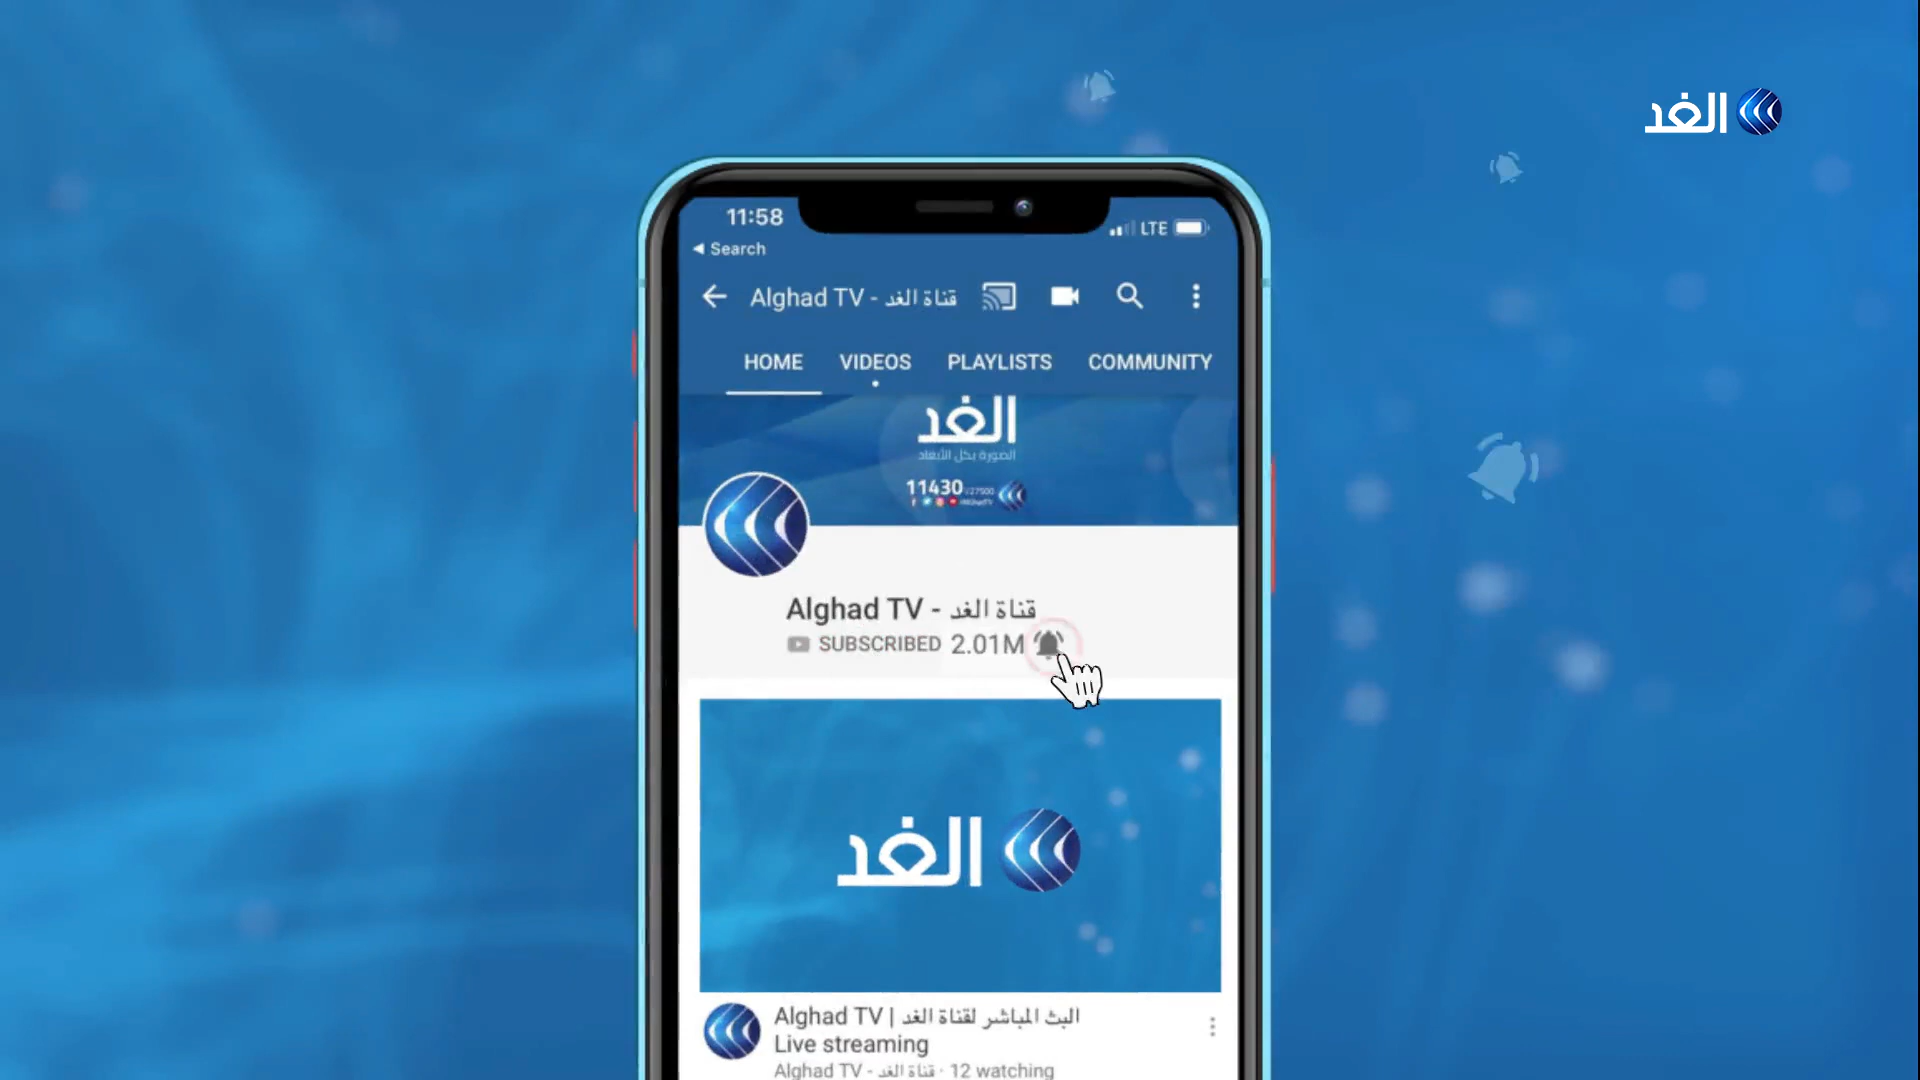 الغد
11:58
LTE
◀ Search
Alghad TV - قناة الغد
HOME VIDEOS PLAYLISTS COMMUNITY
الغد
الصورة بكل الأبعاد
11430 V/27500
Alghad TV - قناة الغد
SUBSCRIBED 2.01M
الغد
Alghad TV | البث المباشر لقناة الغد
Live streaming
Alghad TV - قناة الغد · 12 watching